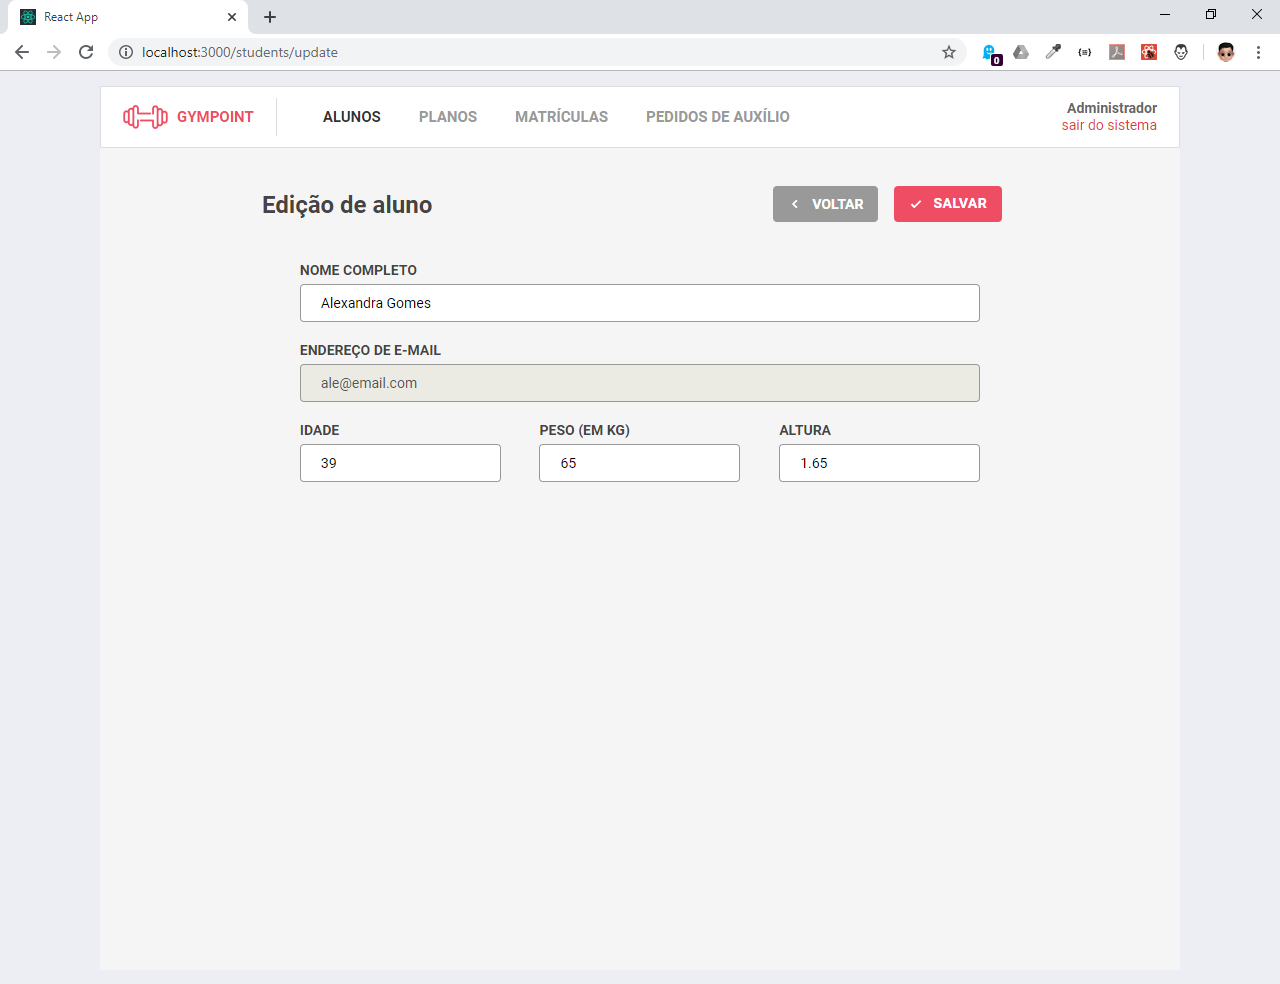 React App
localhost:3000/students/update
0
GYMPOINT
ALUNOS
PLANOS
MATRÍCULAS
PEDIDOS DE AUXÍLIO
Administrador
sair do sistema
Edição de aluno
VOLTAR
SALVAR
NOME COMPLETO
Alexandra Gomes
ENDEREÇO DE E-MAIL
ale@email.com
IDADE
PESO (EM KG)
ALTURA
39
65
1.65